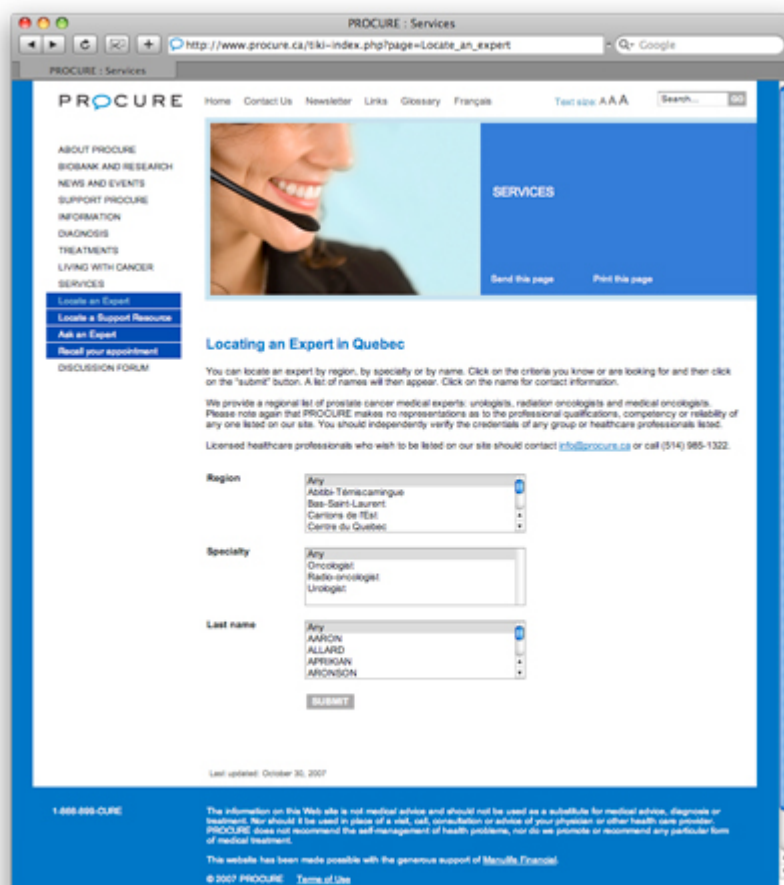 PROCURE : Services
http://www.procure.ca/tiki-index.php?page=Locate_an_expert
Google
PROCURE : Services
PROCURE
Home Contact Us Newsletter Links Glossary Français
Text size: A A A
Search... GO
ABOUT PROCURE
BIOBANK AND RESEARCH
NEWS AND EVENTS
SUPPORT PROCURE
INFORMATION
DIAGNOSIS
TREATMENTS
LIVING WITH CANCER
SERVICES
Locate an Expert
Locate a Support Resource
Ask an Expert
Recall your appointment
DISCUSSION FORUM
SERVICES
Send this page Print this page
Locating an Expert in Quebec
You can locate an expert by region, by specialty or by name. Click on the criteria you know or are looking for and then click
on the "submit" button. A list of names will then appear. Click on the name for contact information.
We provide a regional list of prostate cancer medical experts: urologists, radiation oncologists and medical oncologists.
Please note again that PROCURE makes no representations as to the professional qualifications, competency or reliability of
any one listed on our site. You should independently verify the credentials of any group or healthcare professionals listed.
Licensed healthcare professionals who wish to be listed on our site should contact info@procure.ca or call (514) 985-1322.
Region
Any
Abitibi-Témiscamingue
Bas-Saint-Laurent
Cantons de l'Est
Centre du Quebec
Specialty
Any
Oncologist
Radio-oncologist
Urologist
Last name
Any
AARON
ALLARD
APRIKIAN
ARONSON
SUBMIT
Last updated: October 30, 2007
1-866-899-CURE
The information on this Web site is not medical advice and should not be used as a substitute for medical advice, diagnosis or
treatment. Nor should it be used in place of a visit, call, consultation or advice of your physician or other health care provider.
PROCURE does not recommend the self-management of health problems, nor do we promote or recommend any particular form
of medical treatment.
This website has been made possible with the generous support of Manulife Financial.
© 2007 PROCURE Terms of Use